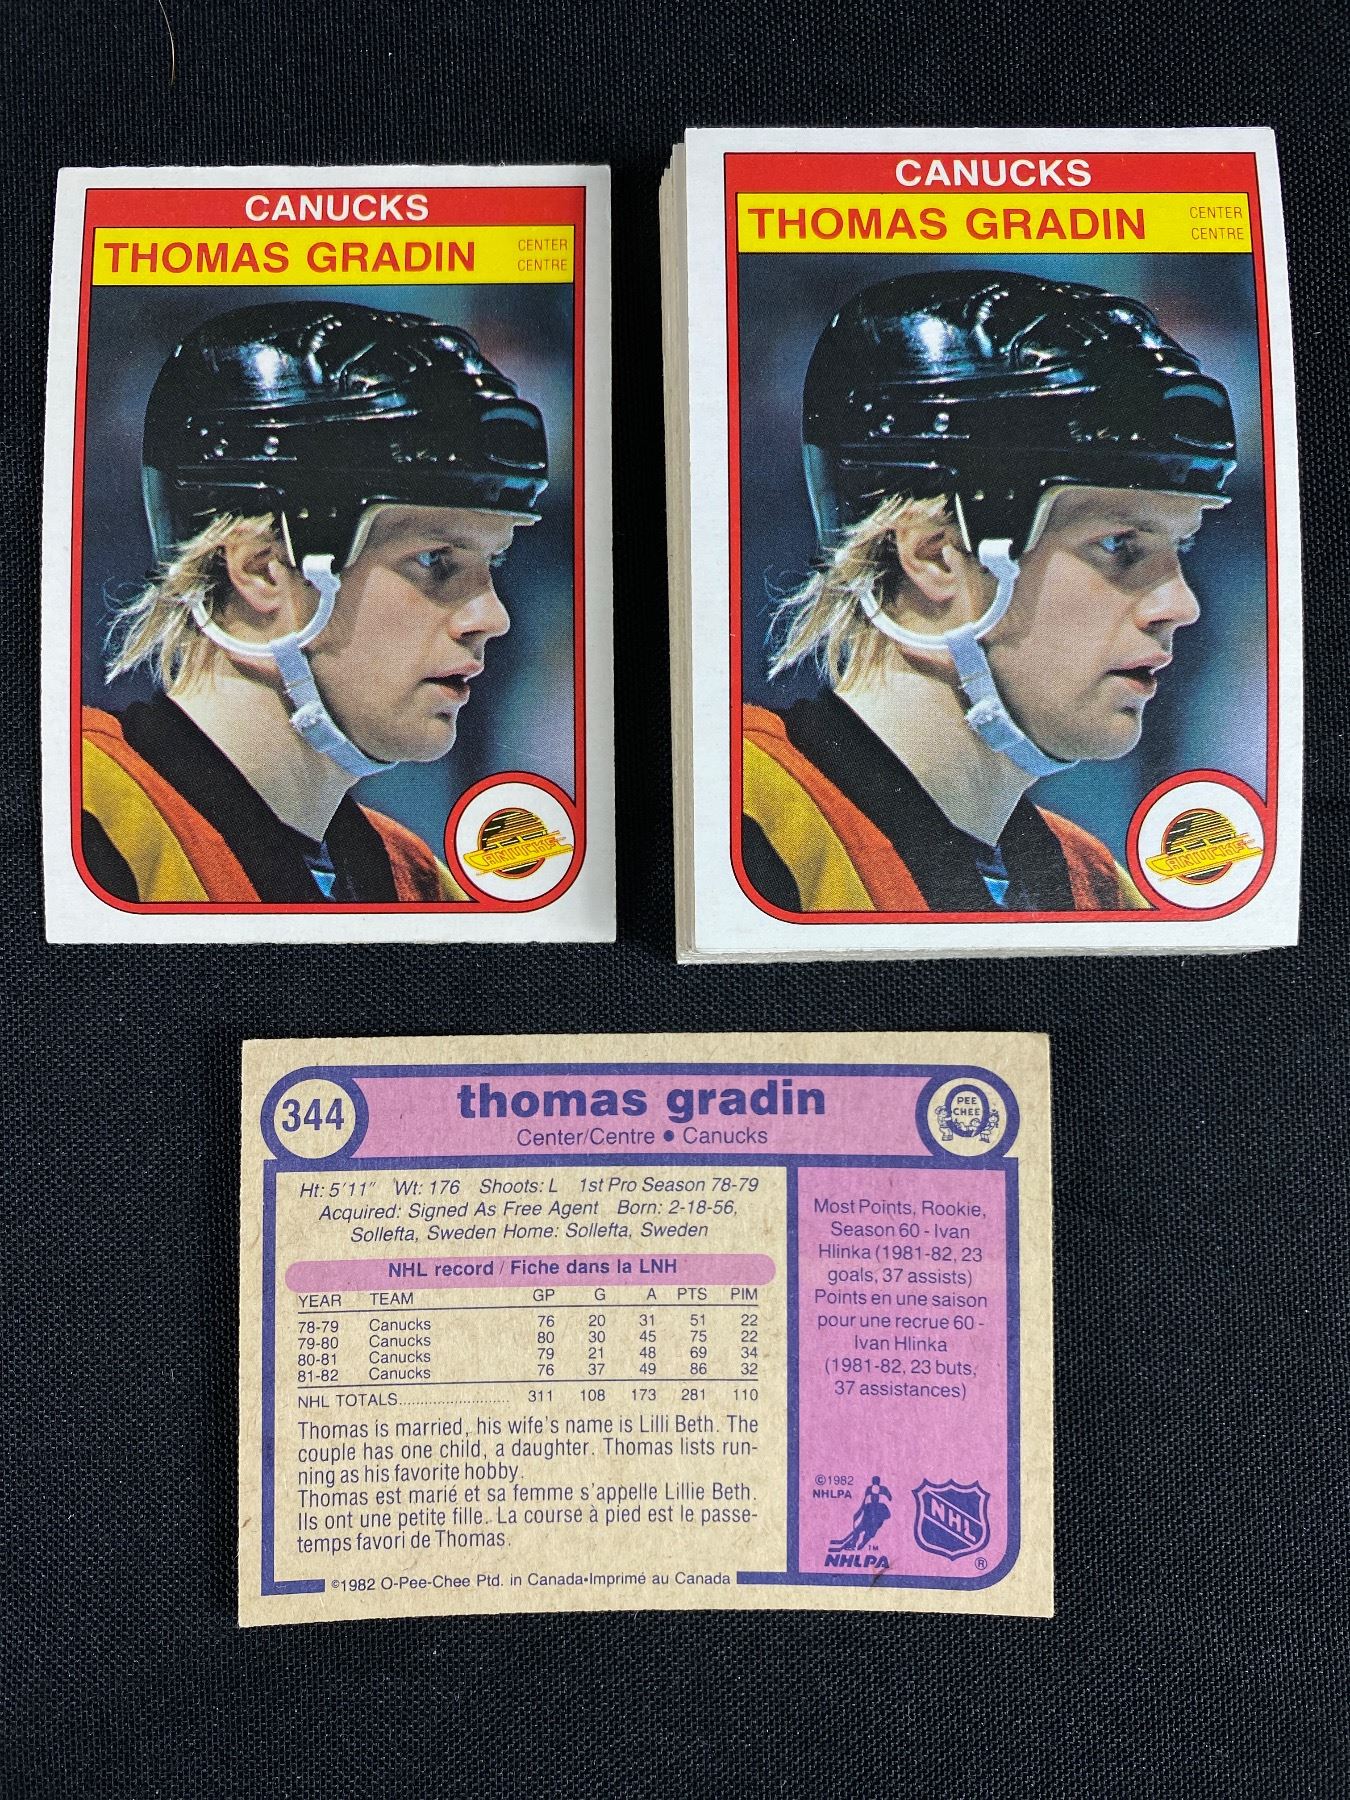 CANUCKS
THOMAS GRADIN
CENTER
CENTRE
CANUCKS
CANUCKS
THOMAS GRADIN
CENTER
CENTRE
CANUCKS
344
thomas gradin
Center/Centre • Canucks
PEE
CHEE
Ht: 5'11" Wt: 176 Shoots: L 1st Pro Season 78-79
Acquired: Signed As Free Agent Born: 2-18-56,
Sollefta, Sweden Home: Sollefta, Sweden
NHL record / Fiche dans la LNH
YEAR TEAM GP G A PTS PIM
78-79 Canucks 76 20 31 51 22
79-80 Canucks 80 30 45 75 22
80-81 Canucks 79 21 48 69 34
81-82 Canucks 76 37 49 86 32
NHL TOTALS........................... 311 108 173 281 110
Thomas is married, his wife's name is Lilli Beth. The
couple has one child, a daughter. Thomas lists run-
ning as his favorite hobby.
Thomas est marié et sa femme s'appelle Lillie Beth.
Ils ont une petite fille. La course à pied est le passe-
temps favori de Thomas.
©1982 O-Pee-Chee Ptd. in Canada•Imprimé au Canada
Most Points, Rookie,
Season 60 - Ivan
Hlinka (1981-82, 23
goals, 37 assists)
Points en une saison
pour une recrue 60 -
Ivan Hlinka
(1981-82, 23 buts,
37 assistances)
©1982
NHLPA
TM
NHLPA
NHL
®